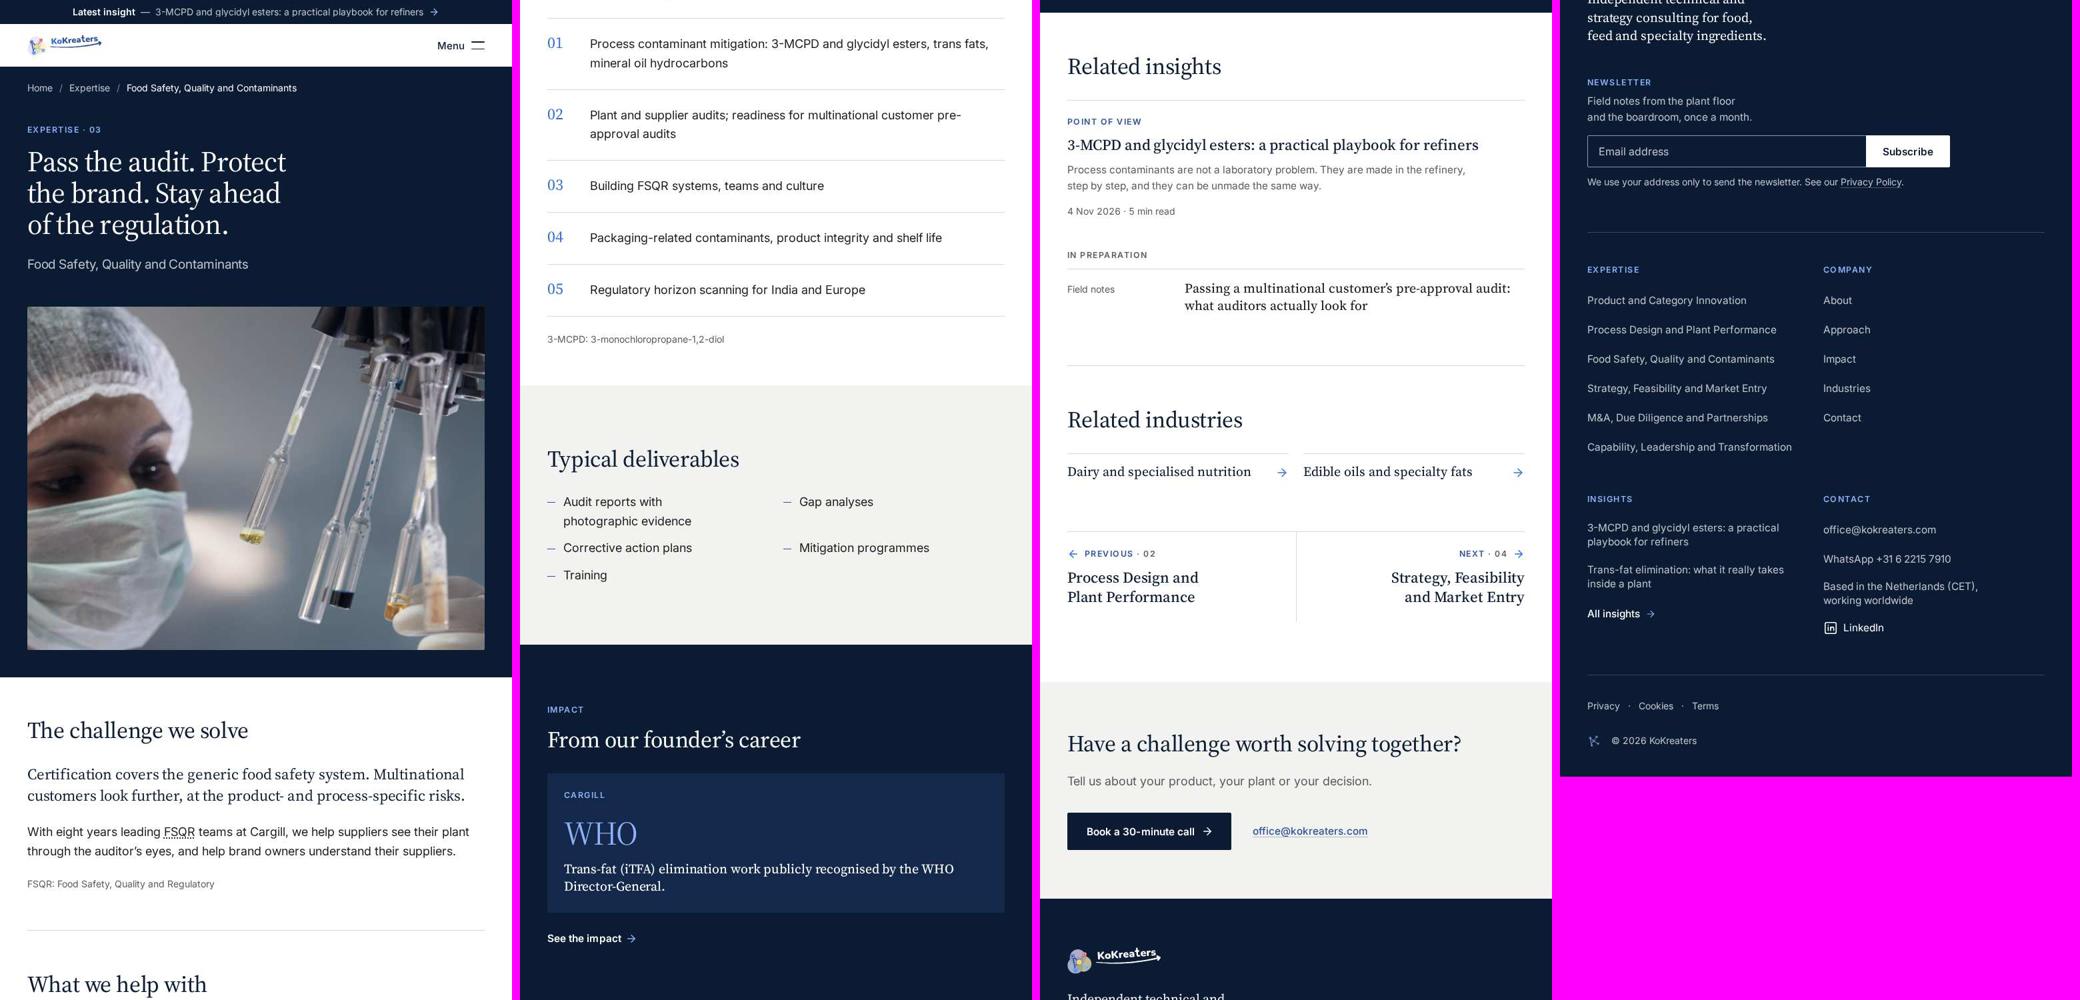 Latest insight — 3-MCPD and glycidyl esters: a practical playbook for refiners →
KoKreaters
Menu
Home / Expertise / Food Safety, Quality and Contaminants
EXPERTISE · 03
Pass the audit. Protect
the brand. Stay ahead
of the regulation.
Food Safety, Quality and Contaminants
The challenge we solve
Certification covers the generic food safety system. Multinational
customers look further, at the product- and process-specific risks.
With eight years leading FSQR teams at Cargill, we help suppliers see their plant
through the auditor’s eyes, and help brand owners understand their suppliers.
FSQR: Food Safety, Quality and Regulatory
What we help with
01 Process contaminant mitigation: 3-MCPD and glycidyl esters, trans fats,
mineral oil hydrocarbons
02 Plant and supplier audits; readiness for multinational customer pre-
approval audits
03 Building FSQR systems, teams and culture
04 Packaging-related contaminants, product integrity and shelf life
05 Regulatory horizon scanning for India and Europe
3-MCPD: 3-monochloropropane-1,2-diol
Typical deliverables
— Audit reports with
photographic evidence
— Gap analyses
— Corrective action plans
— Mitigation programmes
— Training
IMPACT
From our founder’s career
CARGILL
WHO
Trans-fat (iTFA) elimination work publicly recognised by the WHO
Director-General.
See the impact →
Related insights
POINT OF VIEW
3-MCPD and glycidyl esters: a practical playbook for refiners
Process contaminants are not a laboratory problem. They are made in the refinery,
step by step, and they can be unmade the same way.
4 Nov 2026 · 5 min read
IN PREPARATION
Field notes
Passing a multinational customer’s pre-approval audit:
what auditors actually look for
Related industries
Dairy and specialised nutrition →
Edible oils and specialty fats →
← PREVIOUS · 02
Process Design and
Plant Performance
NEXT · 04 →
Strategy, Feasibility
and Market Entry
Have a challenge worth solving together?
Tell us about your product, your plant or your decision.
Book a 30-minute call →
office@kokreaters.com
KoKreaters
Independent technical and
strategy consulting for food,
feed and specialty ingredients.
NEWSLETTER
Field notes from the plant floor
and the boardroom, once a month.
Email address
Subscribe
We use your address only to send the newsletter. See our Privacy Policy.
EXPERTISE
Product and Category Innovation
Process Design and Plant Performance
Food Safety, Quality and Contaminants
Strategy, Feasibility and Market Entry
M&A, Due Diligence and Partnerships
Capability, Leadership and Transformation
COMPANY
About
Approach
Impact
Industries
Contact
INSIGHTS
3-MCPD and glycidyl esters: a practical
playbook for refiners
Trans-fat elimination: what it really takes
inside a plant
All insights →
CONTACT
office@kokreaters.com
WhatsApp +31 6 2215 7910
Based in the Netherlands (CET),
working worldwide
LinkedIn
Privacy · Cookies · Terms
© 2026 KoKreaters